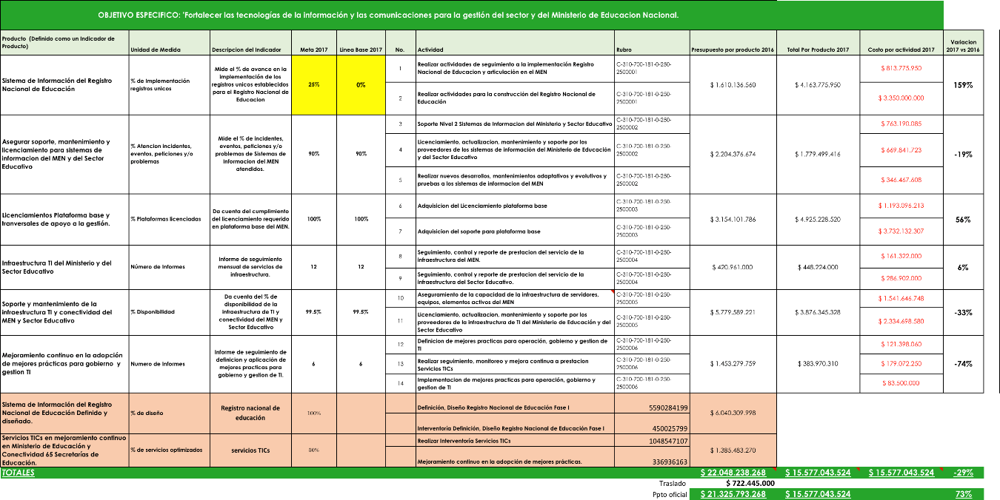 OBJETIVO ESPECIFICO: 'Fortalecer las tecnologías de la información y las comunicaciones para la gestión del sector y del Ministerio de Educacion Nacional.
Producto (Definido como un Indicador de Producto) Unidad de Medida Descripcion del Indicador Meta 2017 Linea Base 2017 No. Actividad Rubro Presupuesto por producto 2016 Total Por Producto 2017 Costo por actividad 2017 Variacion 2017 vs 2016
Sistema de Información del Registro Nacional de Educación
% de Implementación registros unicos
Mide el % de avance en la implementación de los registros unicos establecidos para el Registro Nacional de Educacion
25% 0%
1 Realizar actividades de seguimiento a la implementación Registro Nacional de Educacion y articulación en el MEN C-310-700-181-0-250-2500001
2 Realizar actividades para la construcción del Registro Nacional de Educación C-310-700-181-0-250-2500001
$ 1.610.136.560 $ 4.163.775.950
$ 813.775.950
$ 3.350.000.000
159%
Asegurar soporte, mantenimiento y licenciamiento para sistemas de informacion del MEN y del Sector Educativo
% Atencion incidentes, eventos, peticiones y/o problemas
Mide el % de incidentes, eventos, peticiones y/o problemas de Sistemas de Informacion del MEN atendidos.
90% 90%
3 Soporte Nivel 2 Sistemas de Informacion del Ministerio y Sector Educativo C-310-700-181-0-250-2500002
4 Licenciamiento, actualizacion, mantenimiento y soporte por los proveedores de los sistemas de información del Ministerio de Educación y del Sector Educativo C-310-700-181-0-250-2500002
5 Realizar nuevos desarrollos, mantenimientos adaptativos y evolutivos y pruebas a los sistemas de informacion del MEN C-310-700-181-0-250-2500002
$ 2.204.376.674 $ 1.779.499.416
$ 763.190.085
$ 669.841.723
$ 346.467.608
-19%
Licenciamientos Plataforma base y tranversales de apoyo a la gestión.
% Plataformas licenciadas
Da cuenta del cumplimiento del licenciamiento requerido en plataforma base del MEN.
100% 100%
6 Adquisicion del Licenciamiento plataforma base C-310-700-181-0-250-2500003
7 Adquisicion del soporte para plataforma base C-310-700-181-0-250-2500003
$ 3.154.101.786 $ 4.925.228.520
$ 1.193.096.213
$ 3.732.132.307
56%
Infraestructura TI del Ministerio y del Sector Educativo
Número de Informes
Informe de seguimiento mensual de servicios de infraestructura.
12 12
8 Seguimiento, control y reporte de prestacion del servicio de la infraestructura del MEN. C-310-700-181-0-250-2500004
9 Seguimiento, control y reporte de prestacion del servicio de la infraestructura del Sector Educativo. C-310-700-181-0-250-2500004
$ 420.961.000 $ 448.224.000
$ 161.322.000
$ 286.902.000
6%
Soporte y mantenimiento de la infraestructura TI y conectividad del MEN y Sector Educativo
% Disponibilidad
Da cuenta del % de disponibilidad de la infraestructura de TI y conectividad del MEN y Sector Educativo
99.5% 99.5%
10 Aseguramiento de la capacidad de la infraestructura de servidores, equipos, elementos activos del MEN C-310-700-181-0-250-2500005
11 Licenciamiento, actualizacion, mantenimiento y soporte por los proveedores de la infraestructura de TI del Ministerio de Educación y del Sector Educativo C-310-700-181-0-250-2500005
$ 5.779.589.221 $ 3.876.345.328
$ 1.541.646.748
$ 2.334.698.580
-33%
Mejoramiento continuo en la adopción de mejores prácticas para gobierno y gestion TI
Numero de Informes
Informe de seguimiento de definicion y aplicación de mejores practicas para gobierno y gestion de TI.
6 6
12 Definicion de mejores practicas para operación, gobierno y gestion de TI C-310-700-181-0-250-2500006
13 Realizar seguimiento, monitoreo y mejora continua a prestacion Servicios TICs C-310-700-181-0-250-2500006
14 Implementacion de mejores practicas para operación, gobierno y gestion de TI C-310-700-181-0-250-2500006
$ 1.453.279.759 $ 383.970.310
$ 121.398.060
$ 179.072.250
$ 83.500.000
-74%
Sistema de Información del Registro Nacional de Educación Definido y diseñado.
% de diseño
Registro nacional de educación
100%
Definición, Diseño Registro Nacional de Educación Fase I 5590284199
Interventoria Definición, Diseño Registro Nacional de Educación Fase I 450025799
$ 6.040.309.998
Servicios TICs en mejoramiento continuo en Ministerio de Educación y Conectividad 65 Secretarías de Educación.
% de servicios optimizados
servicios TICs
50%
Realizar Interventoría Servicios TICs 1048547107
Mejoramiento continuo en la adopción de mejores prácticas. 336936163
$ 1.385.483.270
TOTALES $ 22.048.238.268 $ 15.577.043.524 $ 15.577.043.524 -29%
Traslado $ 722.445.000
Ppto oficial $ 21.325.793.268 $ 15.577.043.524 73%